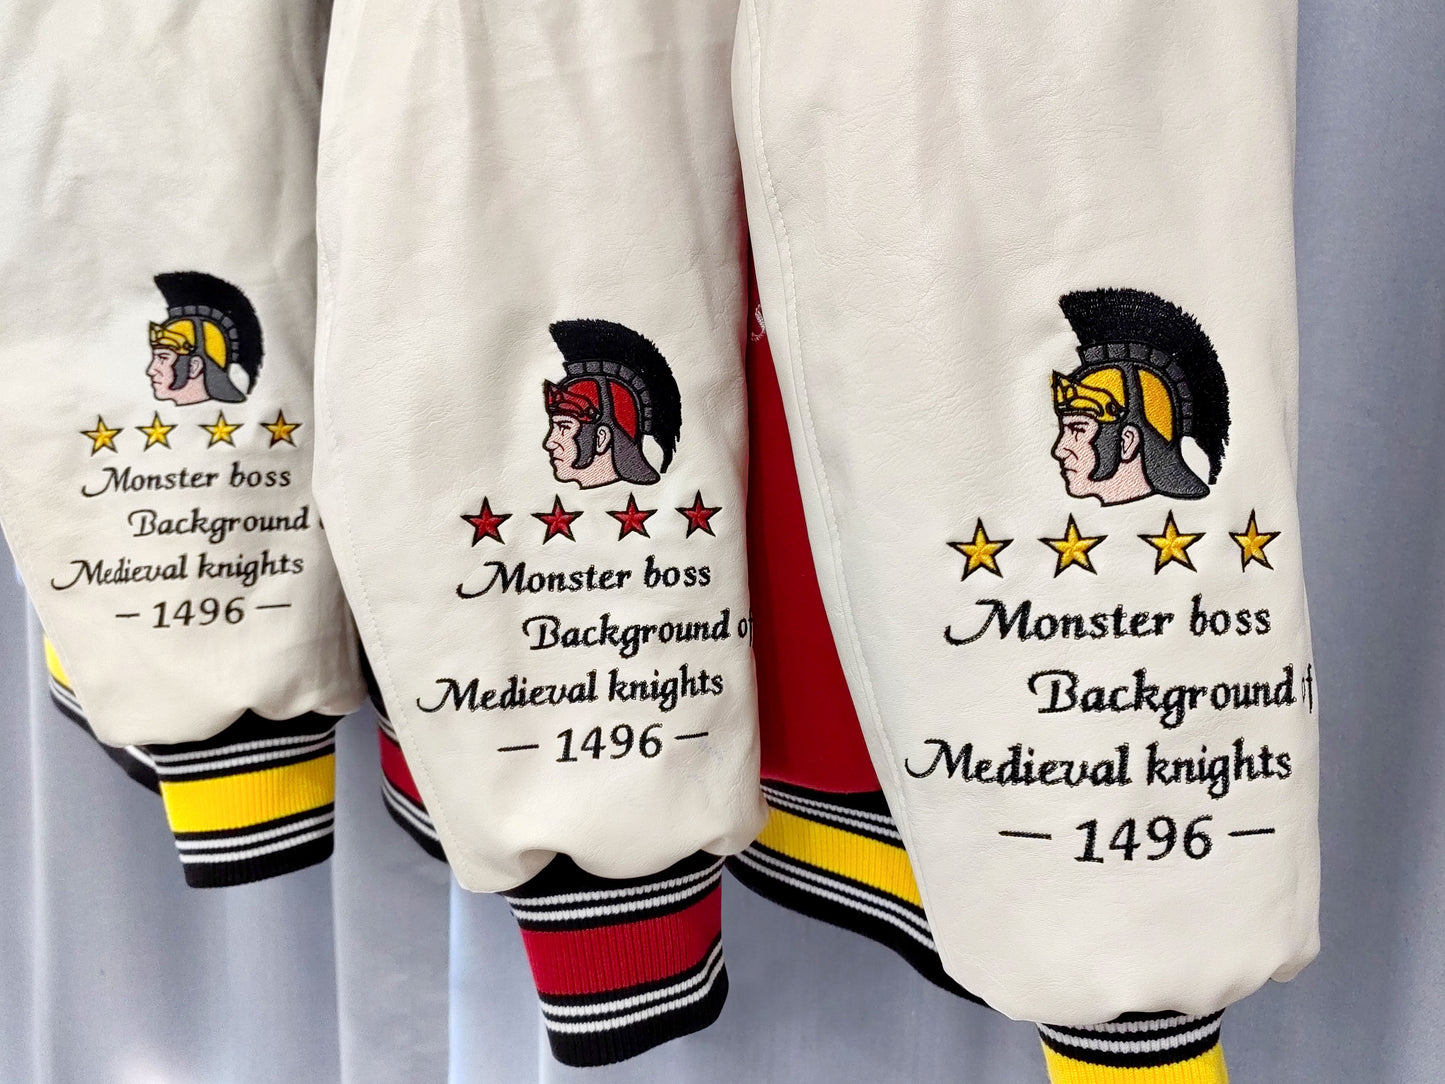 Monster boss
Background
Medieval knights
- 1496 -
Monster boss
Background of
Medieval knights
- 1496 -
Monster boss
Background of
Medieval knights
- 1496 -